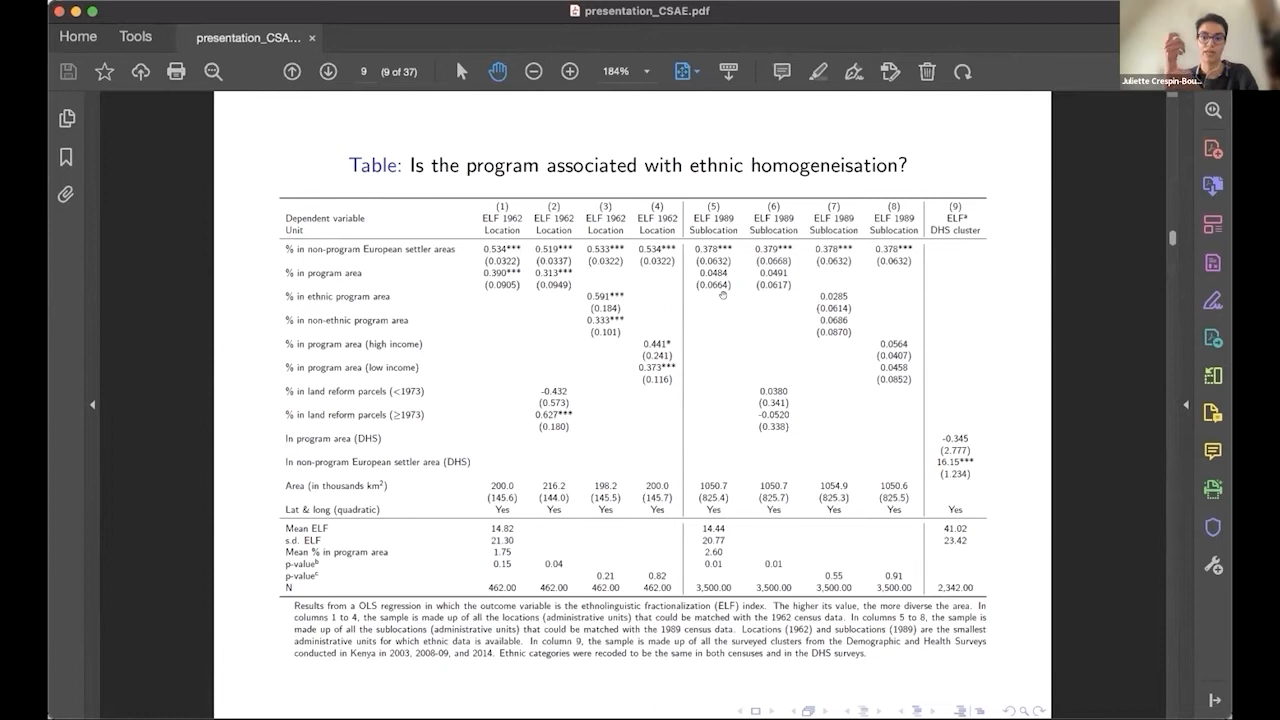 presentation_CSAE.pdf
Home Tools presentation_CSA... ×
9 (9 of 37) 184%
Juliette Crespin-Bou...
Table: Is the program associated with ethnic homogeneisation?
(1) (2) (3) (4) (5) (6) (7) (8) (9)
Dependent variable ELF 1962 ELF 1962 ELF 1962 ELF 1962 ELF 1989 ELF 1989 ELF 1989 ELF 1989 ELFᵃ
Unit Location Location Location Location Sublocation Sublocation Sublocation Sublocation DHS cluster
% in non-program European settler areas 0.534*** 0.519*** 0.533*** 0.534*** 0.378*** 0.379*** 0.378*** 0.378***
(0.0322) (0.0337) (0.0322) (0.0322) (0.0632) (0.0668) (0.0632) (0.0632)
% in program area 0.390*** 0.313*** 0.0484 0.0491
(0.0905) (0.0949) (0.0664) (0.0617)
% in ethnic program area 0.591*** 0.0285
(0.184) (0.0614)
% in non-ethnic program area 0.333*** 0.0686
(0.101) (0.0870)
% in program area (high income) 0.441* 0.0564
(0.241) (0.0407)
% in program area (low income) 0.373*** 0.0458
(0.116) (0.0852)
% in land reform parcels (<1973) -0.432 0.0380
(0.573) (0.341)
% in land reform parcels (≥1973) 0.627*** -0.0520
(0.180) (0.338)
In program area (DHS) -0.345
(2.777)
In non-program European settler area (DHS) 16.15***
(1.234)
Area (in thousands km²) 200.0 216.2 198.2 200.0 1050.7 1050.7 1054.9 1050.6
(145.6) (144.0) (145.5) (145.7) (825.4) (825.7) (825.3) (825.5)
Lat & long (quadratic) Yes Yes Yes Yes Yes Yes Yes Yes Yes
Mean ELF 14.82 14.44 41.02
s.d. ELF 21.30 20.77 23.42
Mean % in program area 1.75 2.60
p-valueᵇ 0.15 0.04 0.01 0.01
p-valueᶜ 0.21 0.82 0.55 0.91
N 462.00 462.00 462.00 462.00 3,500.00 3,500.00 3,500.00 3,500.00 2,342.00
Results from a OLS regression in which the outcome variable is the ethnolinguistic fractionalization (ELF) index. The higher its value, the more diverse the area. In
columns 1 to 4, the sample is made up of all the locations (administrative units) that could be matched with the 1962 census data. In columns 5 to 8, the sample is
made up of all the sublocations (administrative units) that could be matched with the 1989 census data. Locations (1962) and sublocations (1989) are the smallest
administrative units for which ethnic data is available. In column 9, the sample is made up of all the surveyed clusters from the Demographic and Health Surveys
conducted in Kenya in 2003, 2008-09, and 2014. Ethnic categories were recoded to be the same in both censuses and in the DHS surveys.